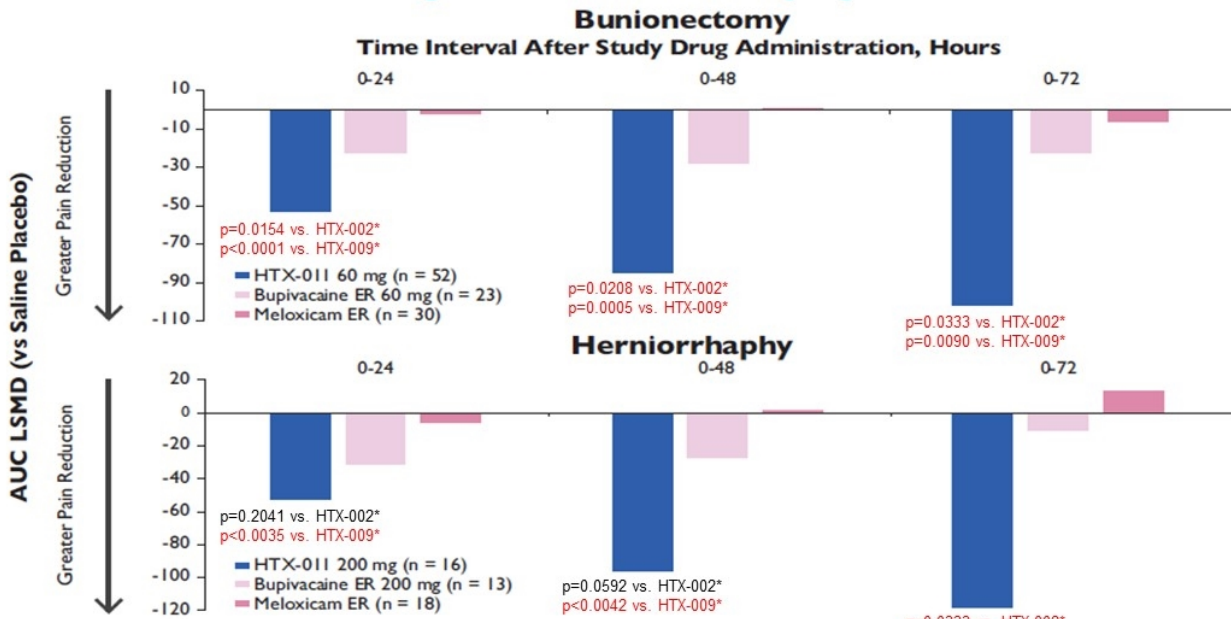 Bunionectomy
Time Interval After Study Drug Administration, Hours
0-24 0-48 0-72
AUC LSMD (vs Saline Placebo)
Greater Pain Reduction
10
-10
-30
-50
-70
-90
-110
p=0.0154 vs. HTX-002*
p<0.0001 vs. HTX-009*
HTX-011 60 mg (n = 52)
Bupivacaine ER 60 mg (n = 23)
Meloxicam ER (n = 30)
p=0.0208 vs. HTX-002*
p=0.0005 vs. HTX-009*
p=0.0333 vs. HTX-002*
p=0.0090 vs. HTX-009*
Herniorrhaphy
0-24 0-48 0-72
Greater Pain Reduction
20
0
-20
-40
-60
-80
-100
-120
p=0.2041 vs. HTX-002*
p<0.0035 vs. HTX-009*
HTX-011 200 mg (n = 16)
Bupivacaine ER 200 mg (n = 13)
Meloxicam ER (n = 18)
p=0.0592 vs. HTX-002*
p<0.0042 vs. HTX-009*